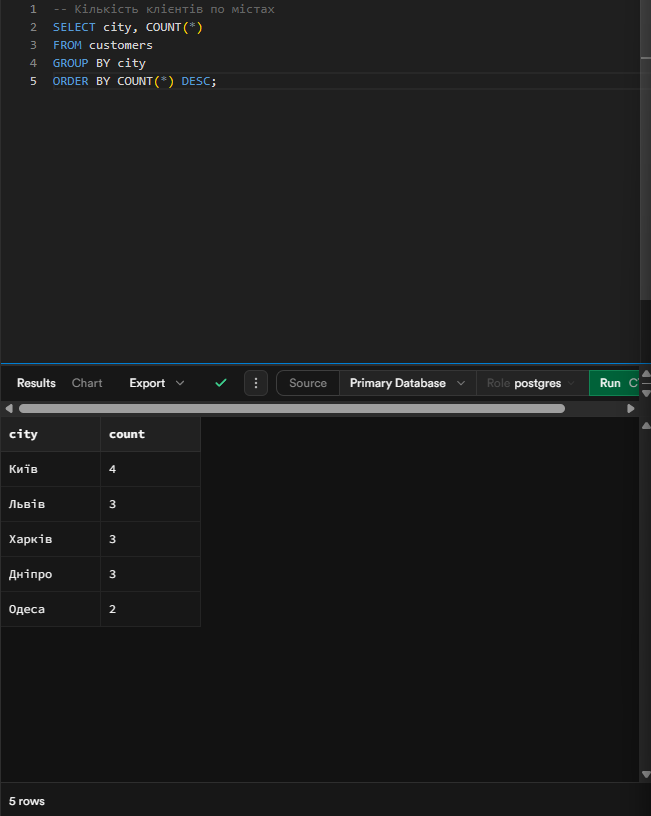 1 -- Кількість клієнтів по містах
2 SELECT city, COUNT(*)
3 FROM customers
4 GROUP BY city
5 ORDER BY COUNT(*) DESC;
Results Chart Export Source Primary Database Role postgres Run
city count
Київ 4
Львів 3
Харків 3
Дніпро 3
Одеса 2
5 rows